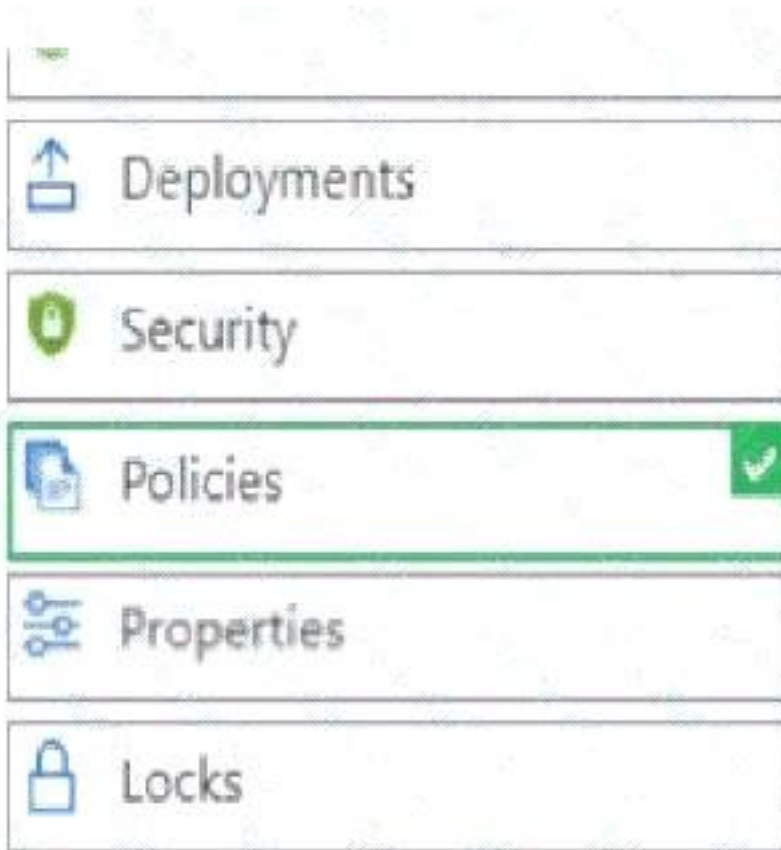 Deployments
Security
Policies
Properties
Locks